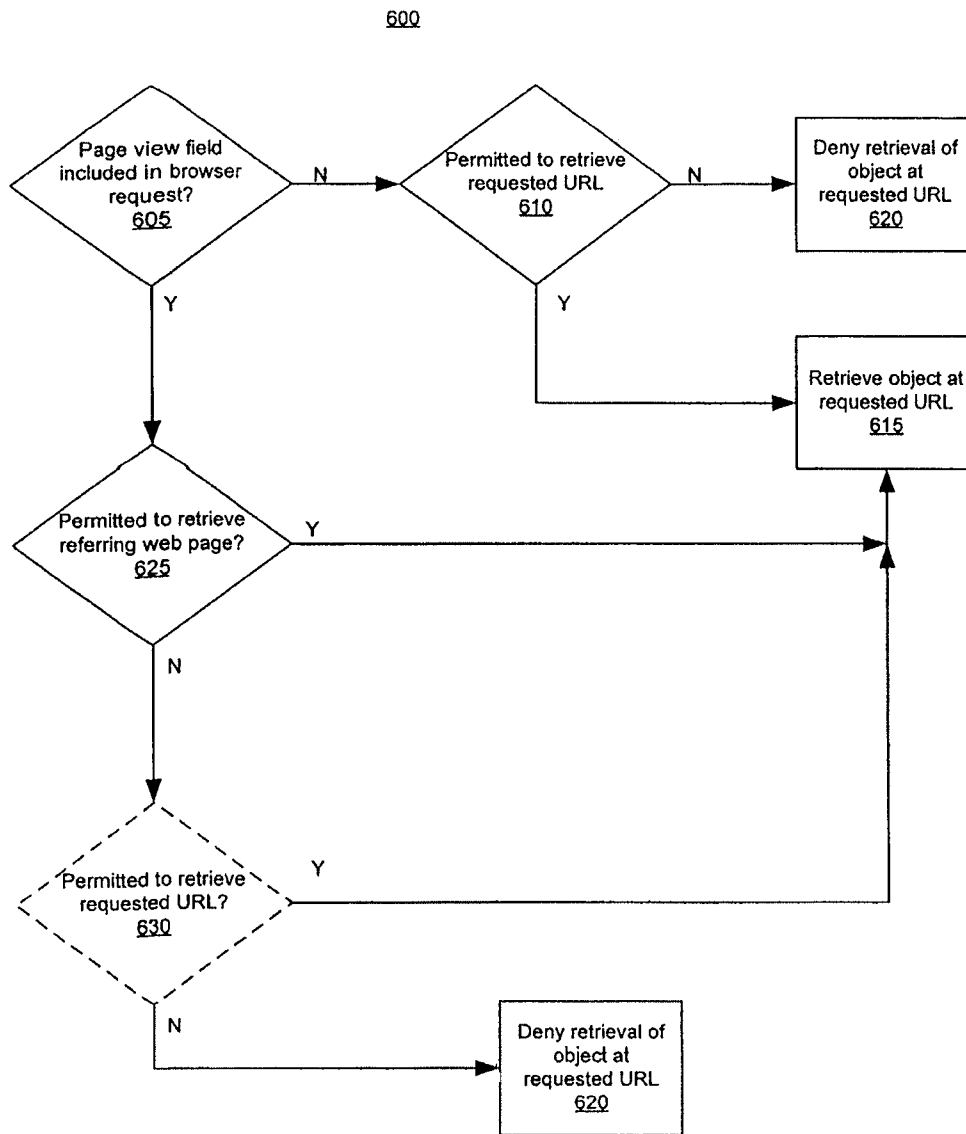 600
Page view field
included in browser
request?
605
N
Permitted to retrieve
requested URL
610
N
Deny retrieval of
object at
requested URL
620
Y
Y
Retrieve object at
requested URL
615
Permitted to retrieve
referring web page?
625
Y
N
Permitted to retrieve
requested URL?
630
Y
N
Deny retrieval of
object at
requested URL
620